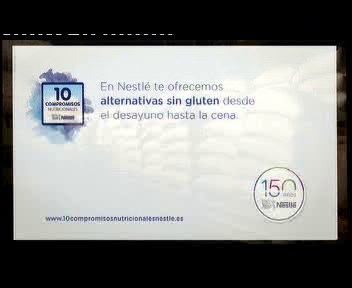 10
COMPROMISOS
NUTRICIONALES
Nestlé
En Nestlé te ofrecemos
alternativas sin gluten desde
el desayuno hasta la cena.
150
AÑOS
Nestlé
www.10compromisosnutricionalesnestle.es